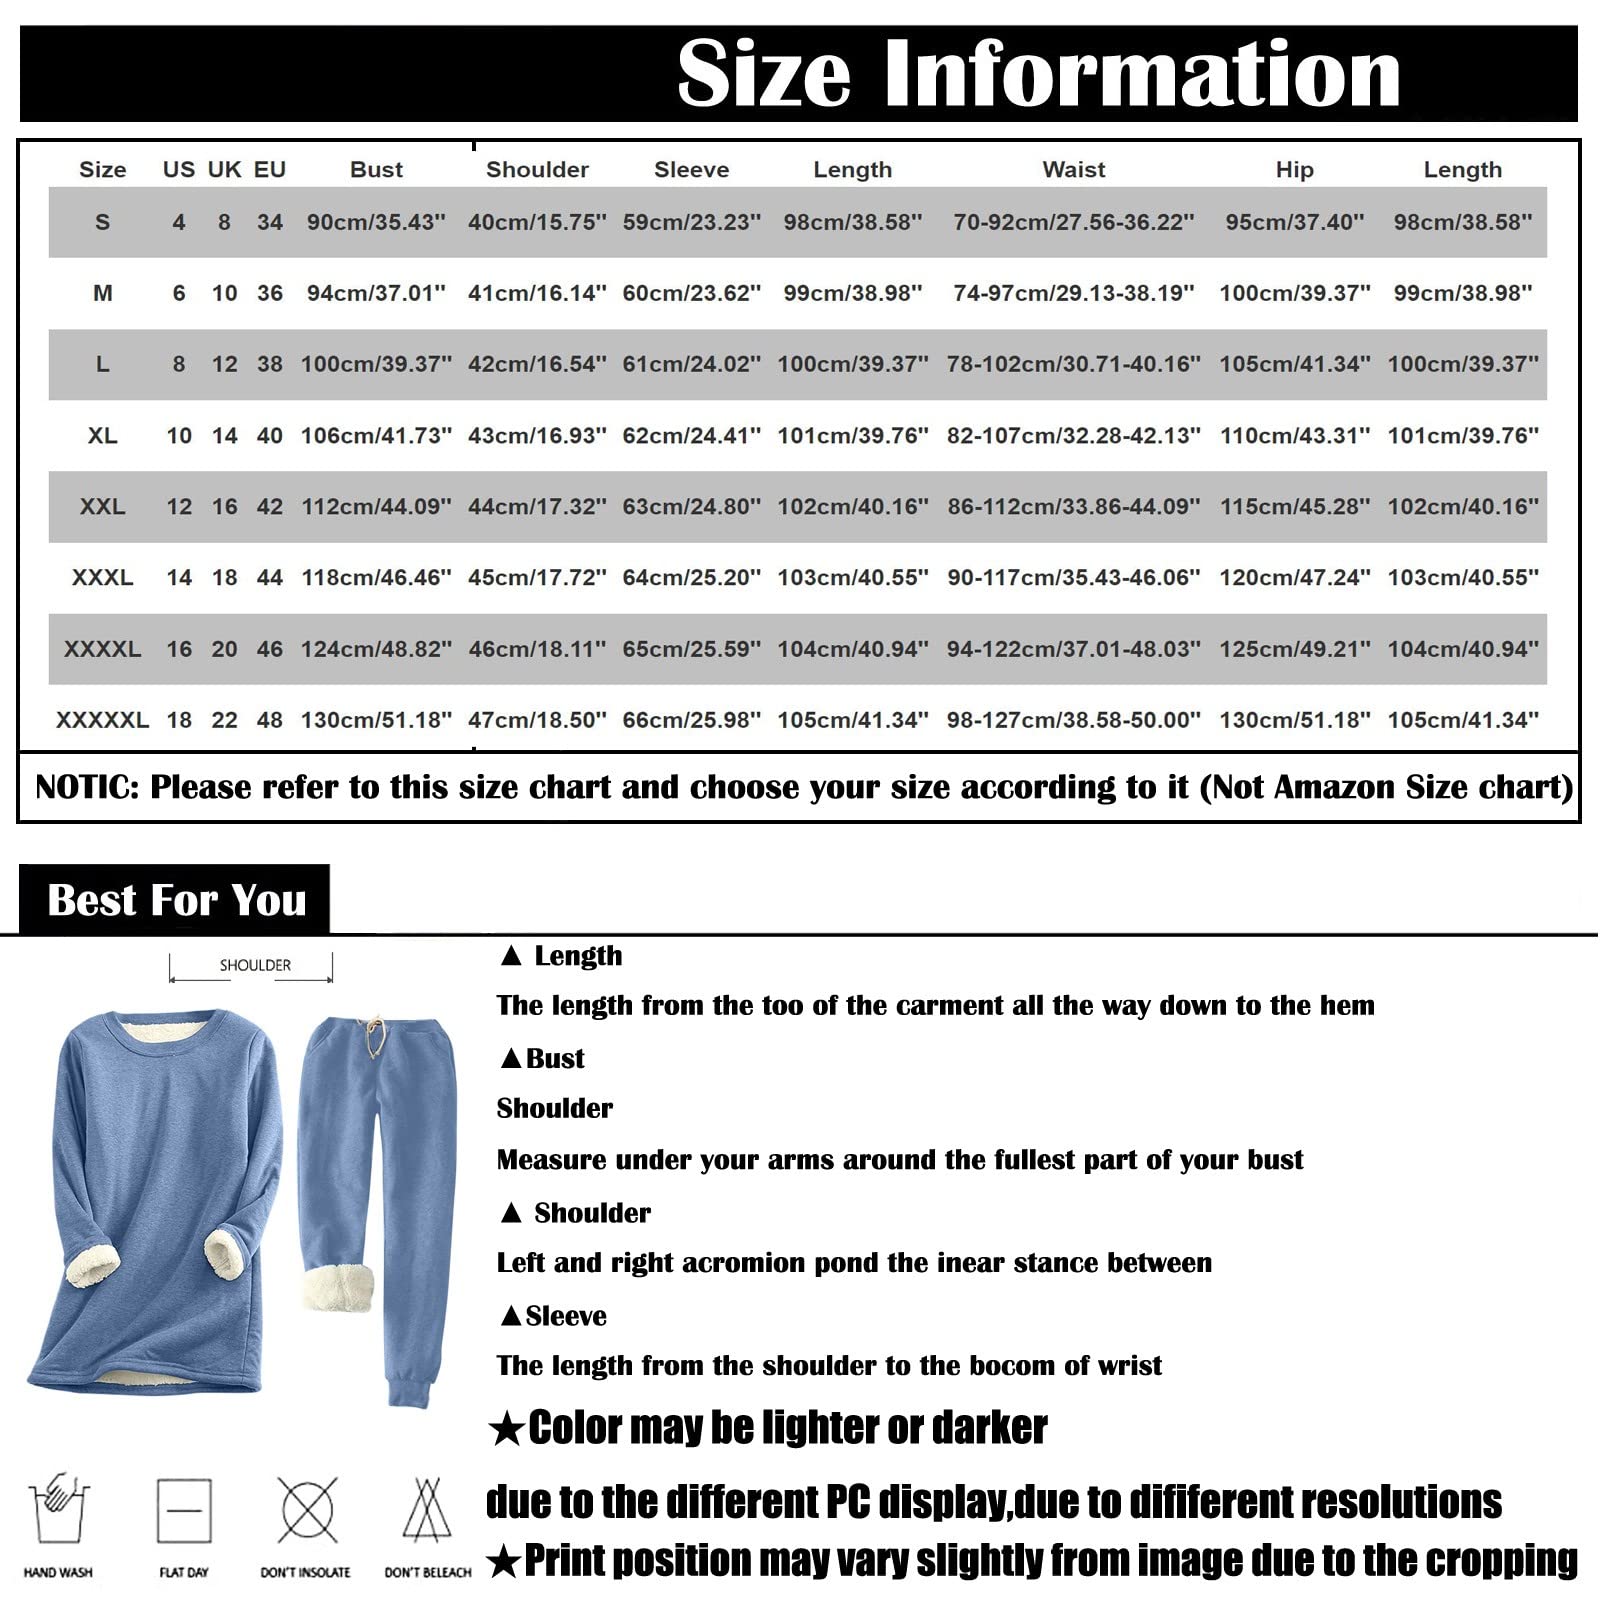 Size Information
Size US UK EU Bust Shoulder Sleeve Length Waist Hip Length
S 4 8 34 90cm/35.43" 40cm/15.75" 59cm/23.23" 98cm/38.58" 70-92cm/27.56-36.22" 95cm/37.40" 98cm/38.58"
M 6 10 36 94cm/37.01" 41cm/16.14" 60cm/23.62" 99cm/38.98" 74-97cm/29.13-38.19" 100cm/39.37" 99cm/38.98"
L 8 12 38 100cm/39.37" 42cm/16.54" 61cm/24.02" 100cm/39.37" 78-102cm/30.71-40.16" 105cm/41.34" 100cm/39.37"
XL 10 14 40 106cm/41.73" 43cm/16.93" 62cm/24.41" 101cm/39.76" 82-107cm/32.28-42.13" 110cm/43.31" 101cm/39.76"
XXL 12 16 42 112cm/44.09" 44cm/17.32" 63cm/24.80" 102cm/40.16" 86-112cm/33.86-44.09" 115cm/45.28" 102cm/40.16"
XXXL 14 18 44 118cm/46.46" 45cm/17.72" 64cm/25.20" 103cm/40.55" 90-117cm/35.43-46.06" 120cm/47.24" 103cm/40.55"
XXXXL 16 20 46 124cm/48.82" 46cm/18.11" 65cm/25.59" 104cm/40.94" 94-122cm/37.01-48.03" 125cm/49.21" 104cm/40.94"
XXXXXL 18 22 48 130cm/51.18" 47cm/18.50" 66cm/25.98" 105cm/41.34" 98-127cm/38.58-50.00" 130cm/51.18" 105cm/41.34"
NOTIC: Please refer to this size chart and choose your size according to it (Not Amazon Size chart)
Best For You
SHOULDER
▲ Length
The length from the too of the carment all the way down to the hem
▲Bust
Shoulder
Measure under your arms around the fullest part of your bust
▲ Shoulder
Left and right acromion pond the inear stance between
▲Sleeve
The length from the shoulder to the bocom of wrist
★Color may be lighter or darker
due to the different PC display,due to dififerent resolutions
★Print position may vary slightly from image due to the cropping
HAND WASH FLAT DAY DON'T INSOLATE DON'T BELEACH